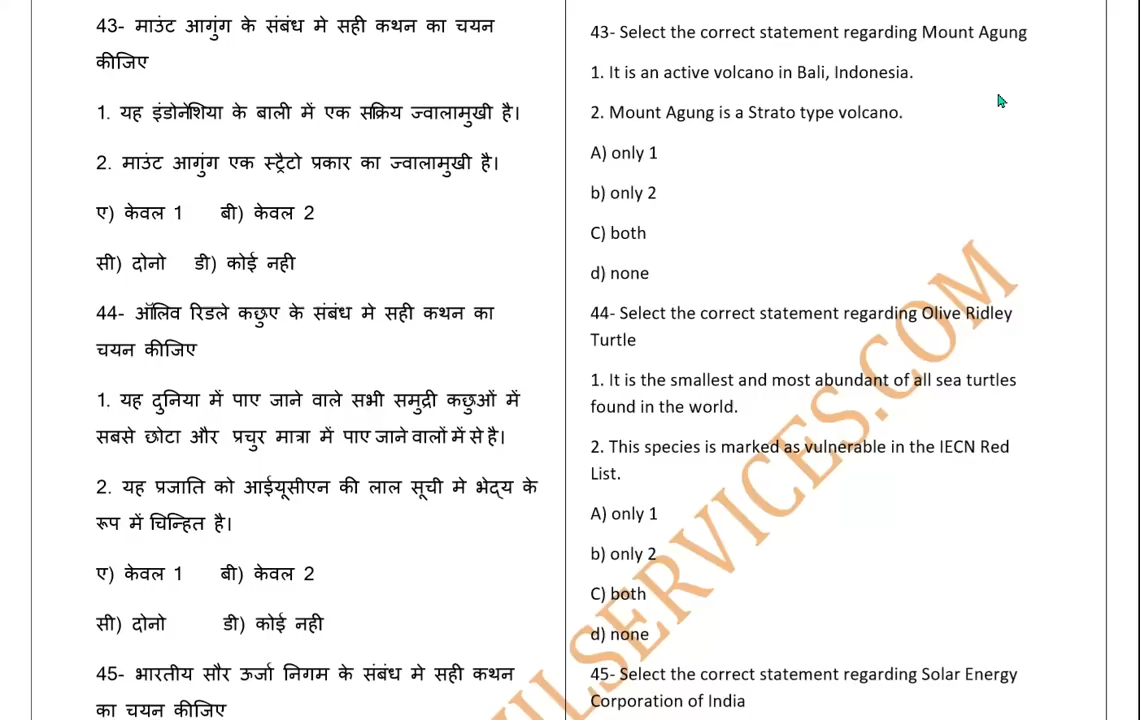 43- माउंट आगुंग के संबंध मे सही कथन का चयन
कीजिए
1. यह इंडोनेशिया के बाली में एक सक्रिय ज्वालामुखी है।
2. माउंट आगुंग एक स्ट्रैटो प्रकार का ज्वालामुखी है।
ए) केवल 1 बी) केवल 2
सी) दोनो डी) कोई नही
44- ऑलिव रिडले कछुए के संबंध मे सही कथन का
चयन कीजिए
1. यह दुनिया में पाए जाने वाले सभी समुद्री कछुओं में
सबसे छोटा और प्रचुर मात्रा में पाए जाने वालों में से है।
2. यह प्रजाति को आईयूसीएन की लाल सूची मे भेद्य के
रूप में चिन्हित है।
ए) केवल 1 बी) केवल 2
सी) दोनो डी) कोई नही
45- भारतीय सौर ऊर्जा निगम के संबंध मे सही कथन
का चयन कीजिए
43- Select the correct statement regarding Mount Agung
1. It is an active volcano in Bali, Indonesia.
2. Mount Agung is a Strato type volcano.
A) only 1
b) only 2
C) both
d) none
44- Select the correct statement regarding Olive Ridley
Turtle
1. It is the smallest and most abundant of all sea turtles
found in the world.
2. This species is marked as vulnerable in the IECN Red
List.
A) only 1
b) only 2
C) both
d) none
45- Select the correct statement regarding Solar Energy
Corporation of India
ILSERVICES.COM